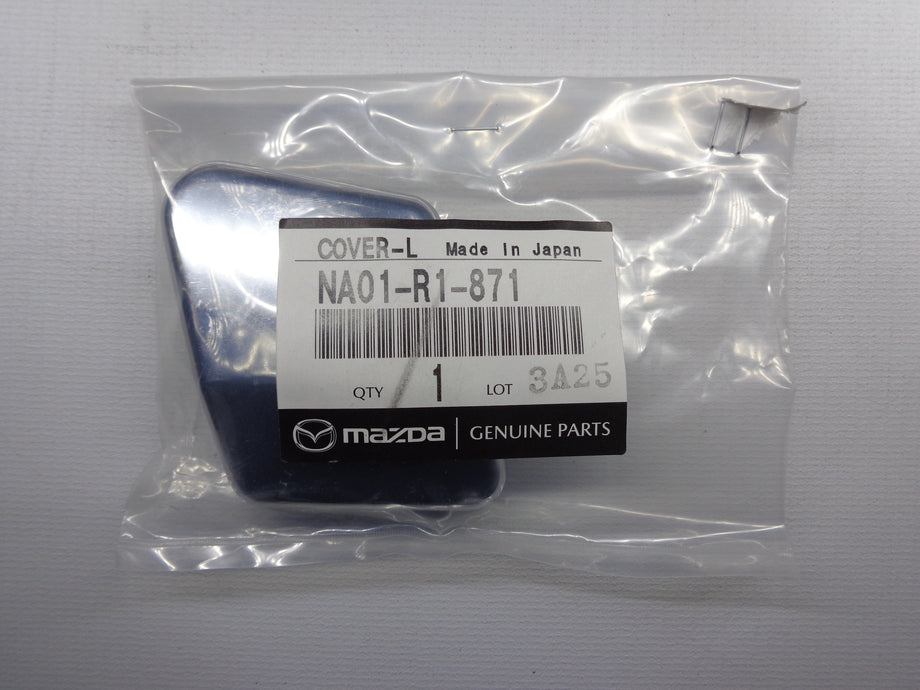 COVER-L Made In Japan
NA01-R1-871
QTY 1 LOT 3A25
mazda GENUINE PARTS